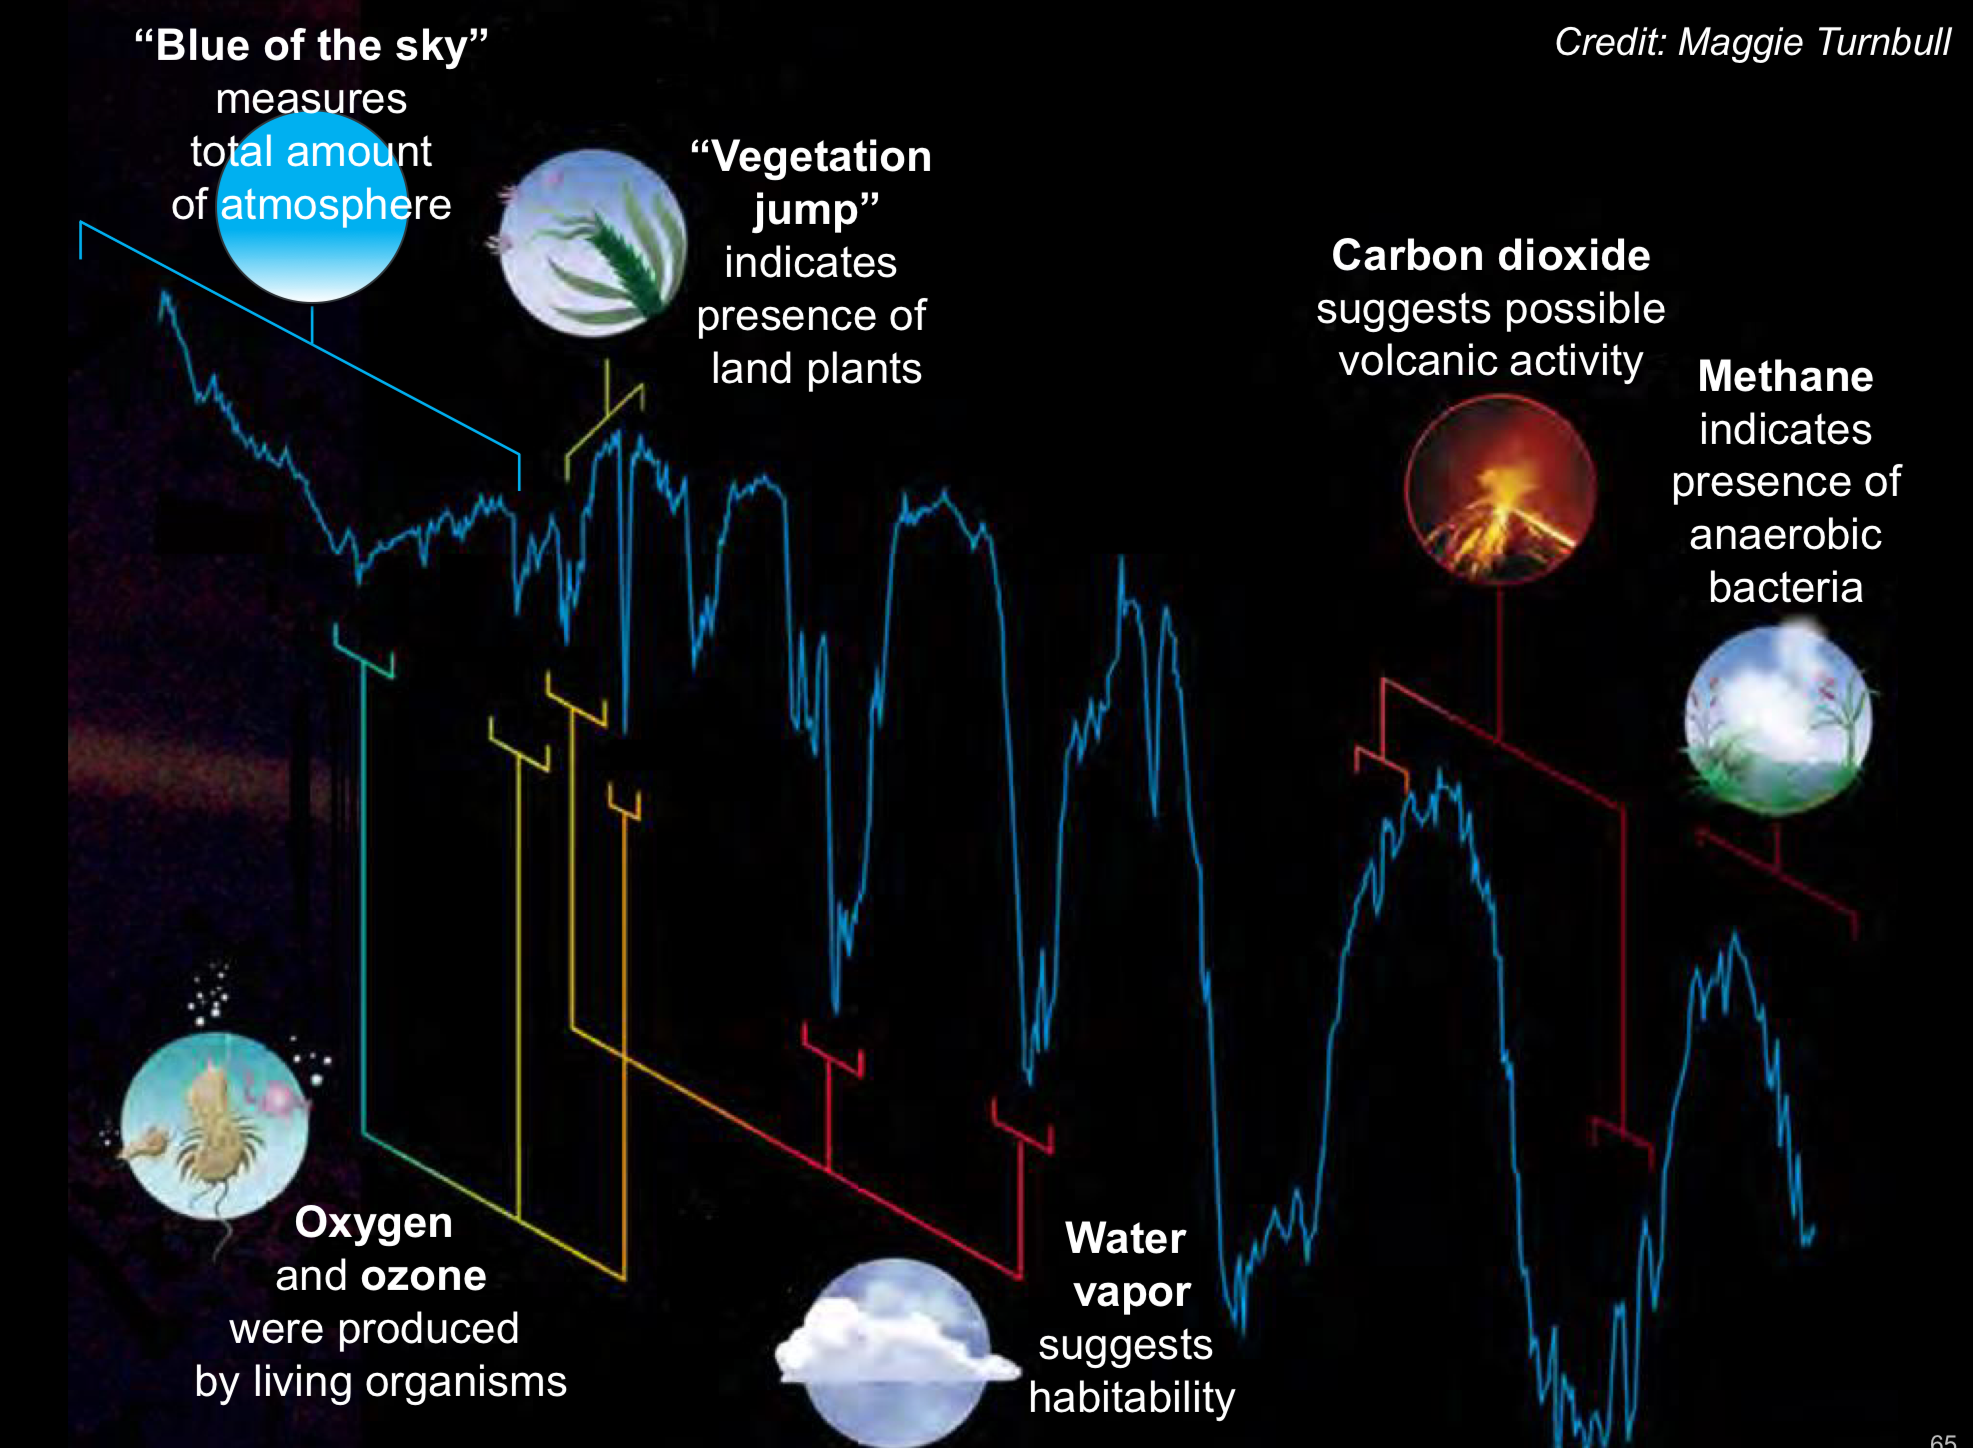 “Blue of the sky”
measures
total amount
of atmosphere
Credit: Maggie Turnbull
“Vegetation
jump”
indicates
presence of
land plants
Carbon dioxide
suggests possible
volcanic activity
Methane
indicates
presence of
anaerobic
bacteria
Oxygen
and ozone
were produced
by living organisms
Water
vapor
suggests
habitability
65